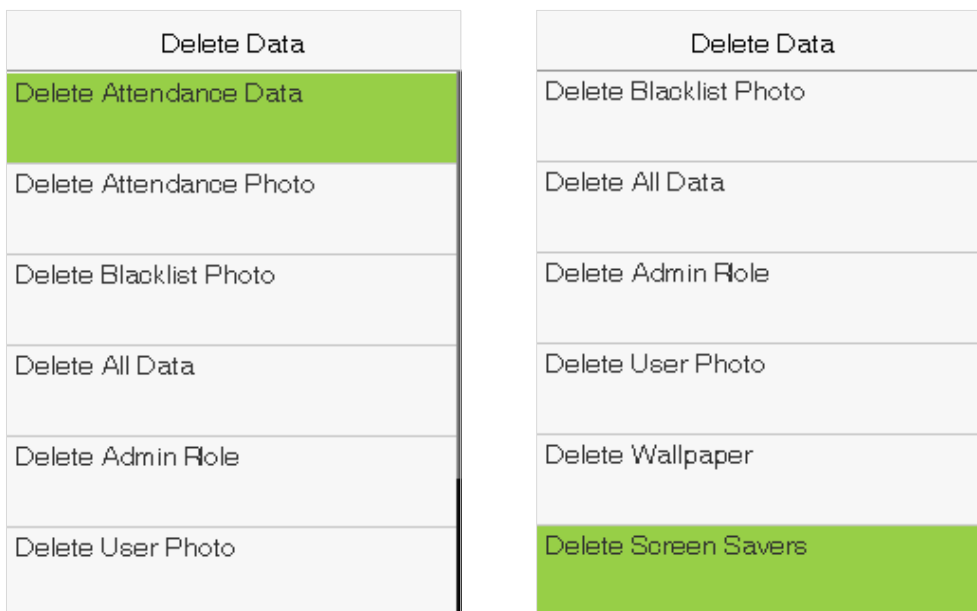 Delete Data
Delete Attendance Data
Delete Attendance Photo
Delete Blacklist Photo
Delete All Data
Delete Admin Role
Delete User Photo
Delete Data
Delete Blacklist Photo
Delete All Data
Delete Admin Role
Delete User Photo
Delete Wallpaper
Delete Screen Savers